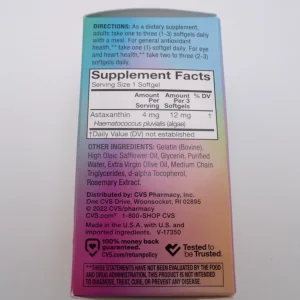 DIRECTIONS: As a dietary supplement,
adults take one to three (1-3) softgels daily
with a meal. For general antioxidant
health,** take one (1) softgel daily. For eye
and heart health,** take two to three (2-3)
softgels daily.
Supplement Facts
Serving Size 1 Softgel
Amount Per Serving Amount Per 3 Softgels % DV
Astaxanthin 4 mg 12 mg †
Haematococcus pluvialis (algae)
†Daily Value (DV) not established
OTHER INGREDIENTS: Gelatin (Bovine),
High Oleic Safflower Oil, Glycerin, Purified
Water, Extra Virgin Olive Oil, Medium Chain
Triglycerides, d-alpha Tocopherol,
Rosemary Extract.
Distributed by: CVS Pharmacy, Inc.
One CVS Drive, Woonsocket, RI 02895
© 2023 CVS/pharmacy
CVS.com® 1-800-SHOP CVS
Made in the U.S.A. with U.S. and
imported ingredients. V-17350
100% money back
guaranteed.
CVS.com/returnpolicy
Tested to
be Trusted.
**THESE STATEMENTS HAVE NOT BEEN EVALUATED BY THE FOOD
AND DRUG ADMINISTRATION. THIS PRODUCT IS NOT INTENDED
TO DIAGNOSE, TREAT, CURE, OR PREVENT ANY DISEASE.